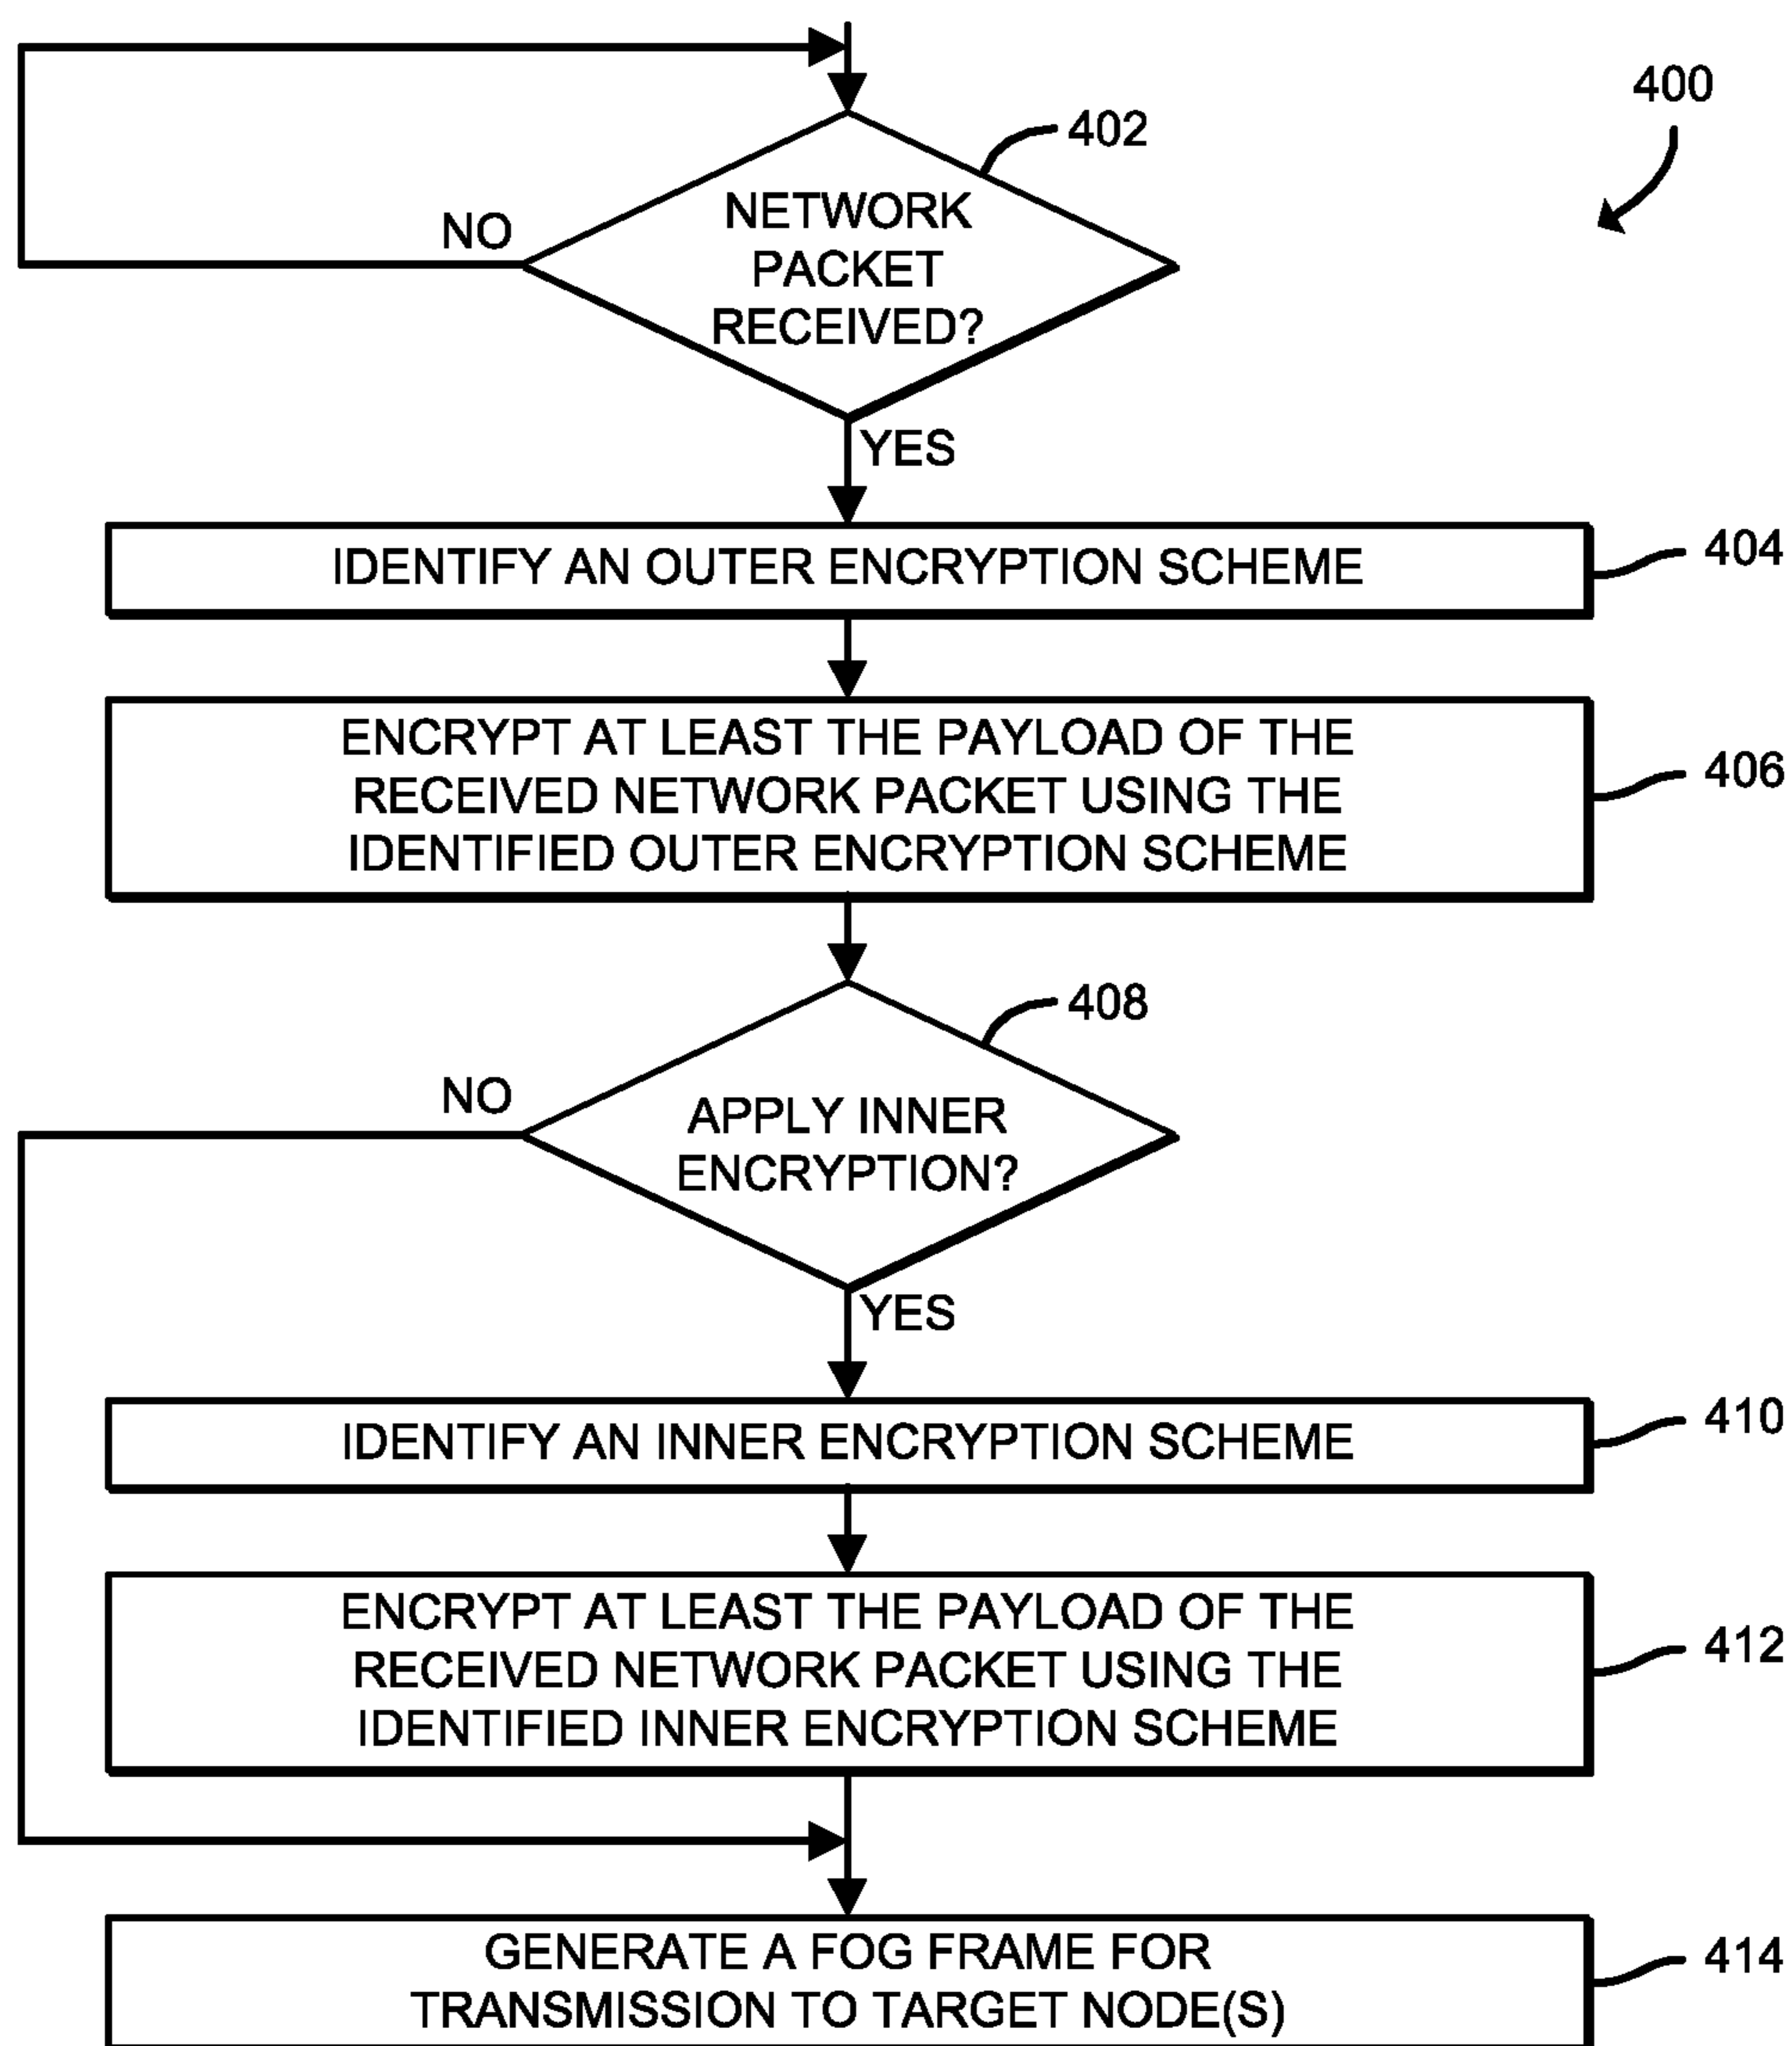 400
402
NETWORK
PACKET
RECEIVED?
NO
YES
IDENTIFY AN OUTER ENCRYPTION SCHEME
404
ENCRYPT AT LEAST THE PAYLOAD OF THE
RECEIVED NETWORK PACKET USING THE
IDENTIFIED OUTER ENCRYPTION SCHEME
406
408
NO
APPLY INNER
ENCRYPTION?
YES
IDENTIFY AN INNER ENCRYPTION SCHEME
410
ENCRYPT AT LEAST THE PAYLOAD OF THE
RECEIVED NETWORK PACKET USING THE
IDENTIFIED INNER ENCRYPTION SCHEME
412
GENERATE A FOG FRAME FOR
TRANSMISSION TO TARGET NODE(S)
414